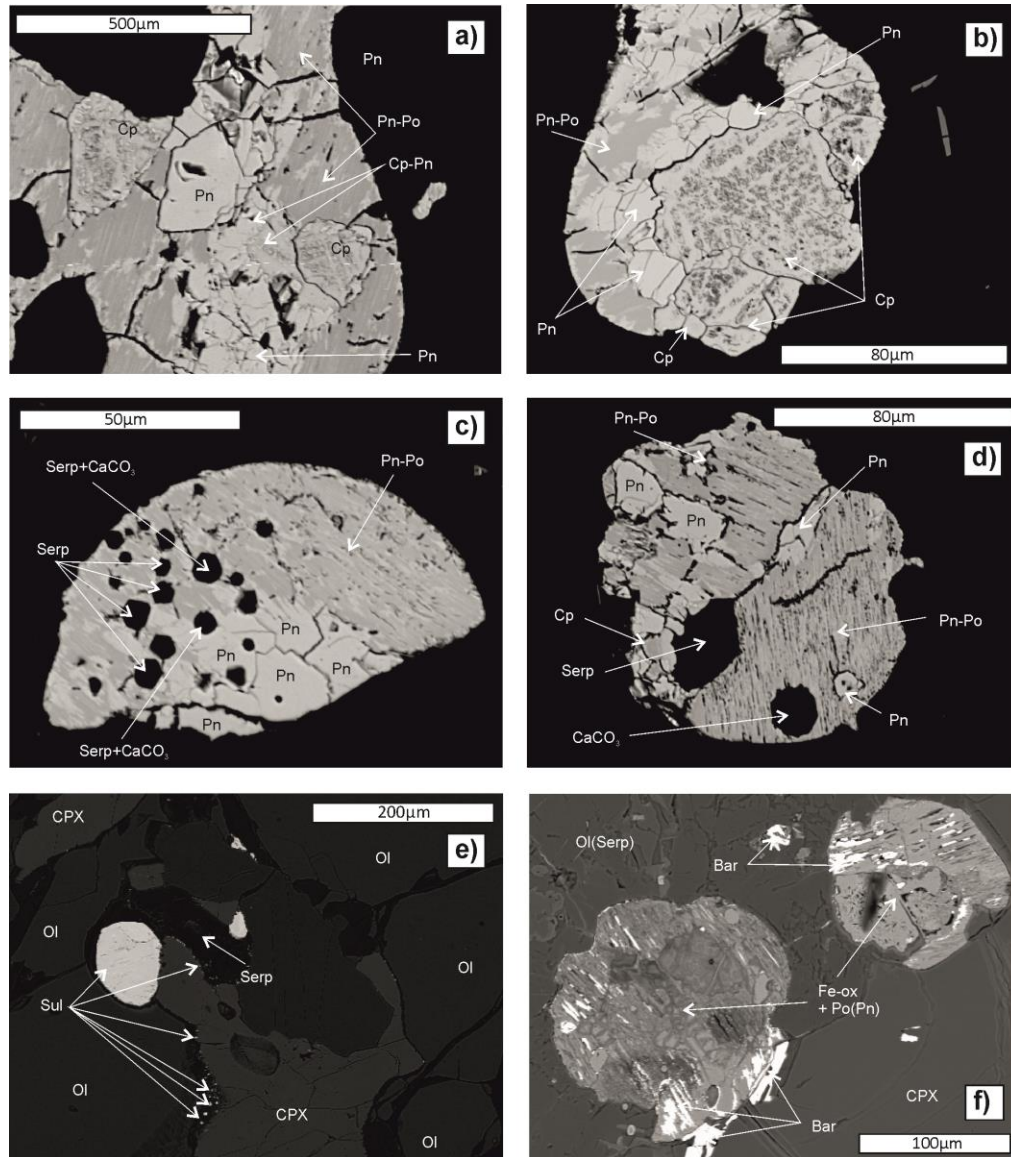 500µm
a)
Pn
Cp
Pn-Po
Cp-Pn
Pn
Cp
Pn
b)
Pn
Pn-Po
Pn
Cp
Cp
80µm
50µm
c)
Serp+CaCO₃
Pn-Po
Serp
Pn
Pn
Pn
Pn
Pn
Serp+CaCO₃
80µm
d)
Pn-Po
Pn
Pn
Pn
Cp
Pn-Po
Serp
Pn
CaCO₃
CPX
200µm
e)
Ol
Ol
Serp
Ol
Sul
Ol
CPX
Ol
Ol(Serp)
Bar
Fe-ox
+ Po(Pn)
CPX
Bar
f)
100µm